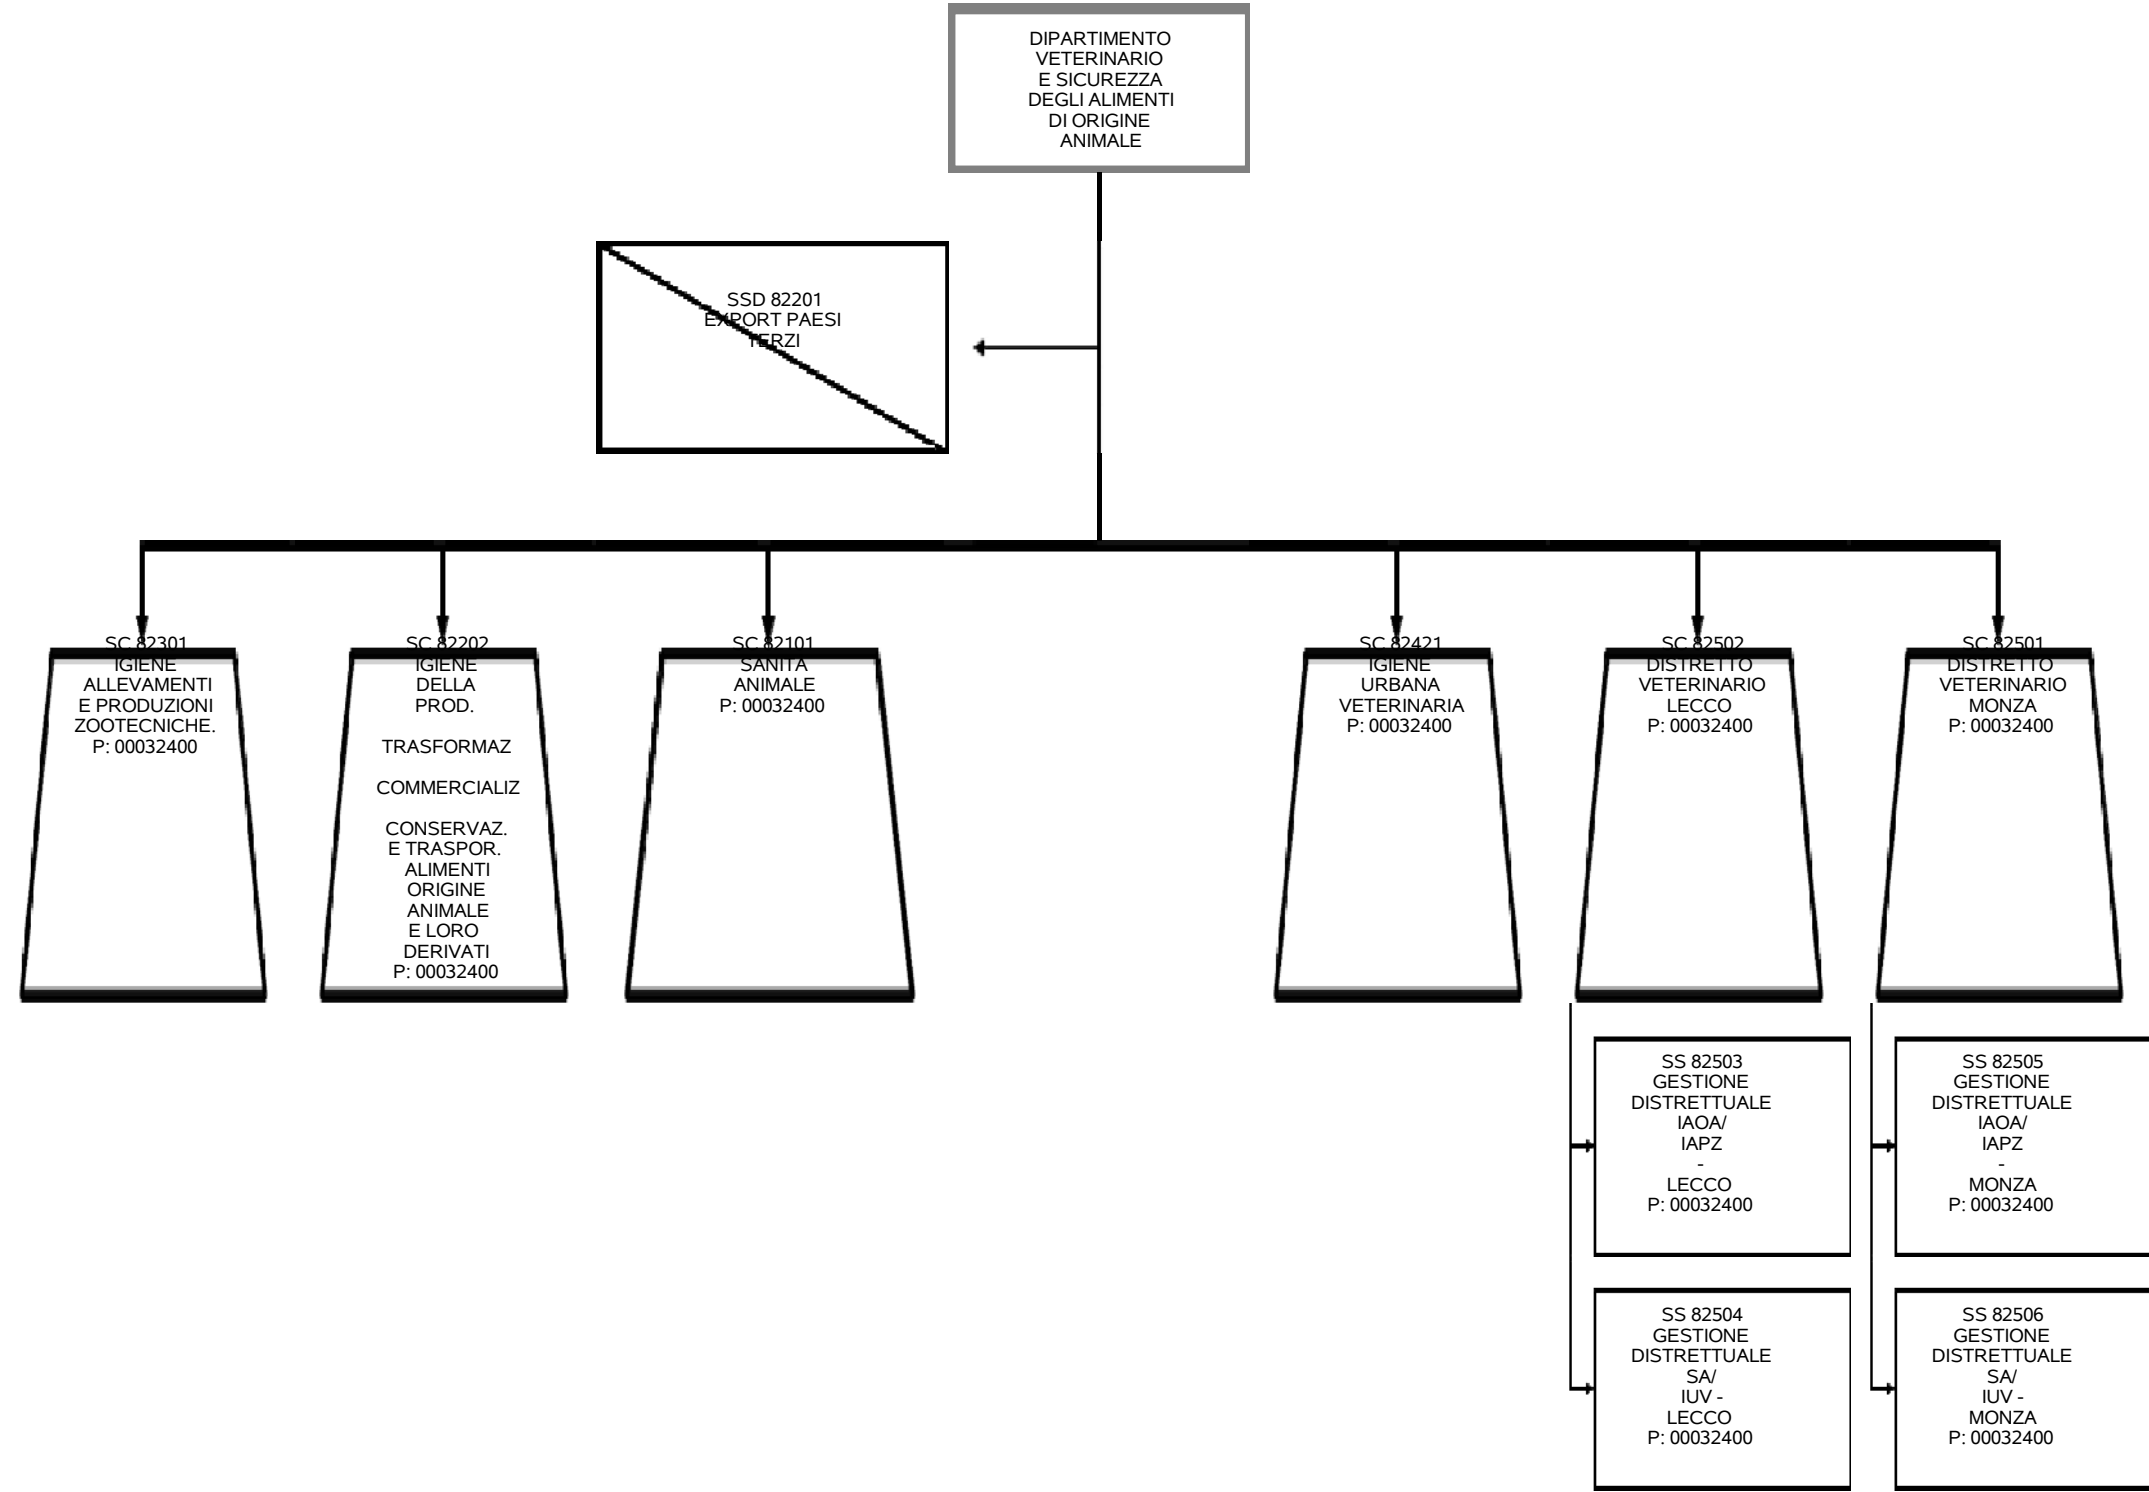 DIPARTIMENTO
VETERINARIO
E SICUREZZA
DEGLI ALIMENTI
DI ORIGINE
ANIMALE
SSD 82201
EXPORT PAESI
TERZI
SC 82301
IGIENE
ALLEVAMENTI
E PRODUZIONI
ZOOTECNICHE.
P: 00032400
SC 82202
IGIENE
DELLA
PROD.
TRASFORMAZ
COMMERCIALIZ
CONSERVAZ.
E TRASPOR.
ALIMENTI
ORIGINE
ANIMALE
E LORO
DERIVATI
P: 00032400
SC 82101
SANITÀ
ANIMALE
P: 00032400
SC 82421
IGIENE
URBANA
VETERINARIA
P: 00032400
SC 82502
DISTRETTO
VETERINARIO
LECCO
P: 00032400
SC 82501
DISTRETTO
VETERINARIO
MONZA
P: 00032400
SS 82503
GESTIONE
DISTRETTUALE
IAOA/
IAPZ
-
LECCO
P: 00032400
SS 82505
GESTIONE
DISTRETTUALE
IAOA/
IAPZ
-
MONZA
P: 00032400
SS 82504
GESTIONE
DISTRETTUALE
SA/
IUV -
LECCO
P: 00032400
SS 82506
GESTIONE
DISTRETTUALE
SA/
IUV -
MONZA
P: 00032400